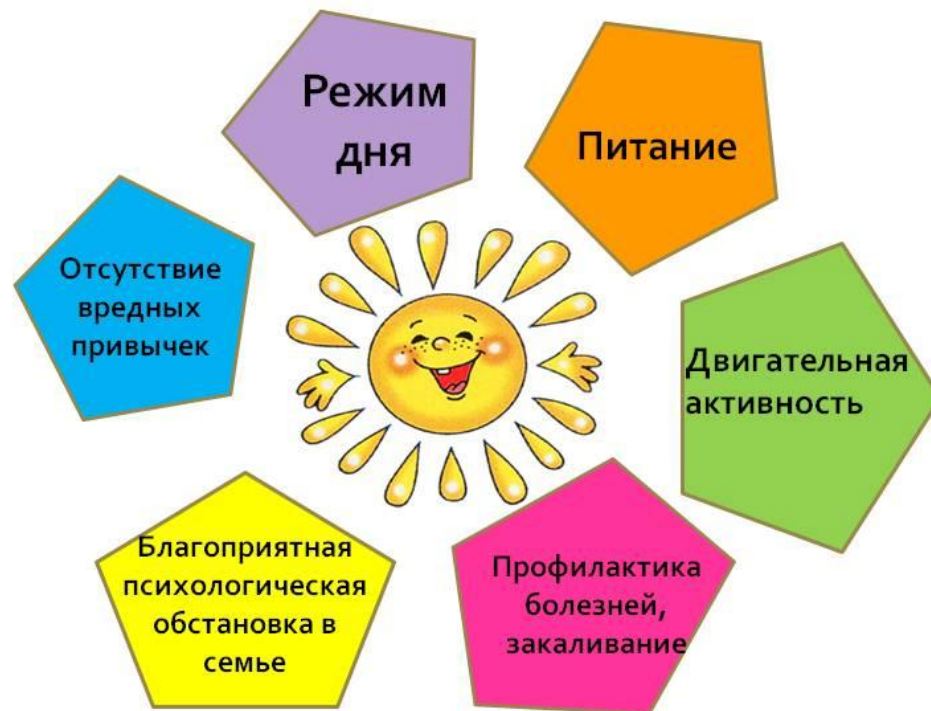 Режим
дня
Питание
Отсутствие
вредных
привычек
Двигательная
активность
Благоприятная
психологическая
обстановка в
семье
Профилактика
болезней,
закаливание